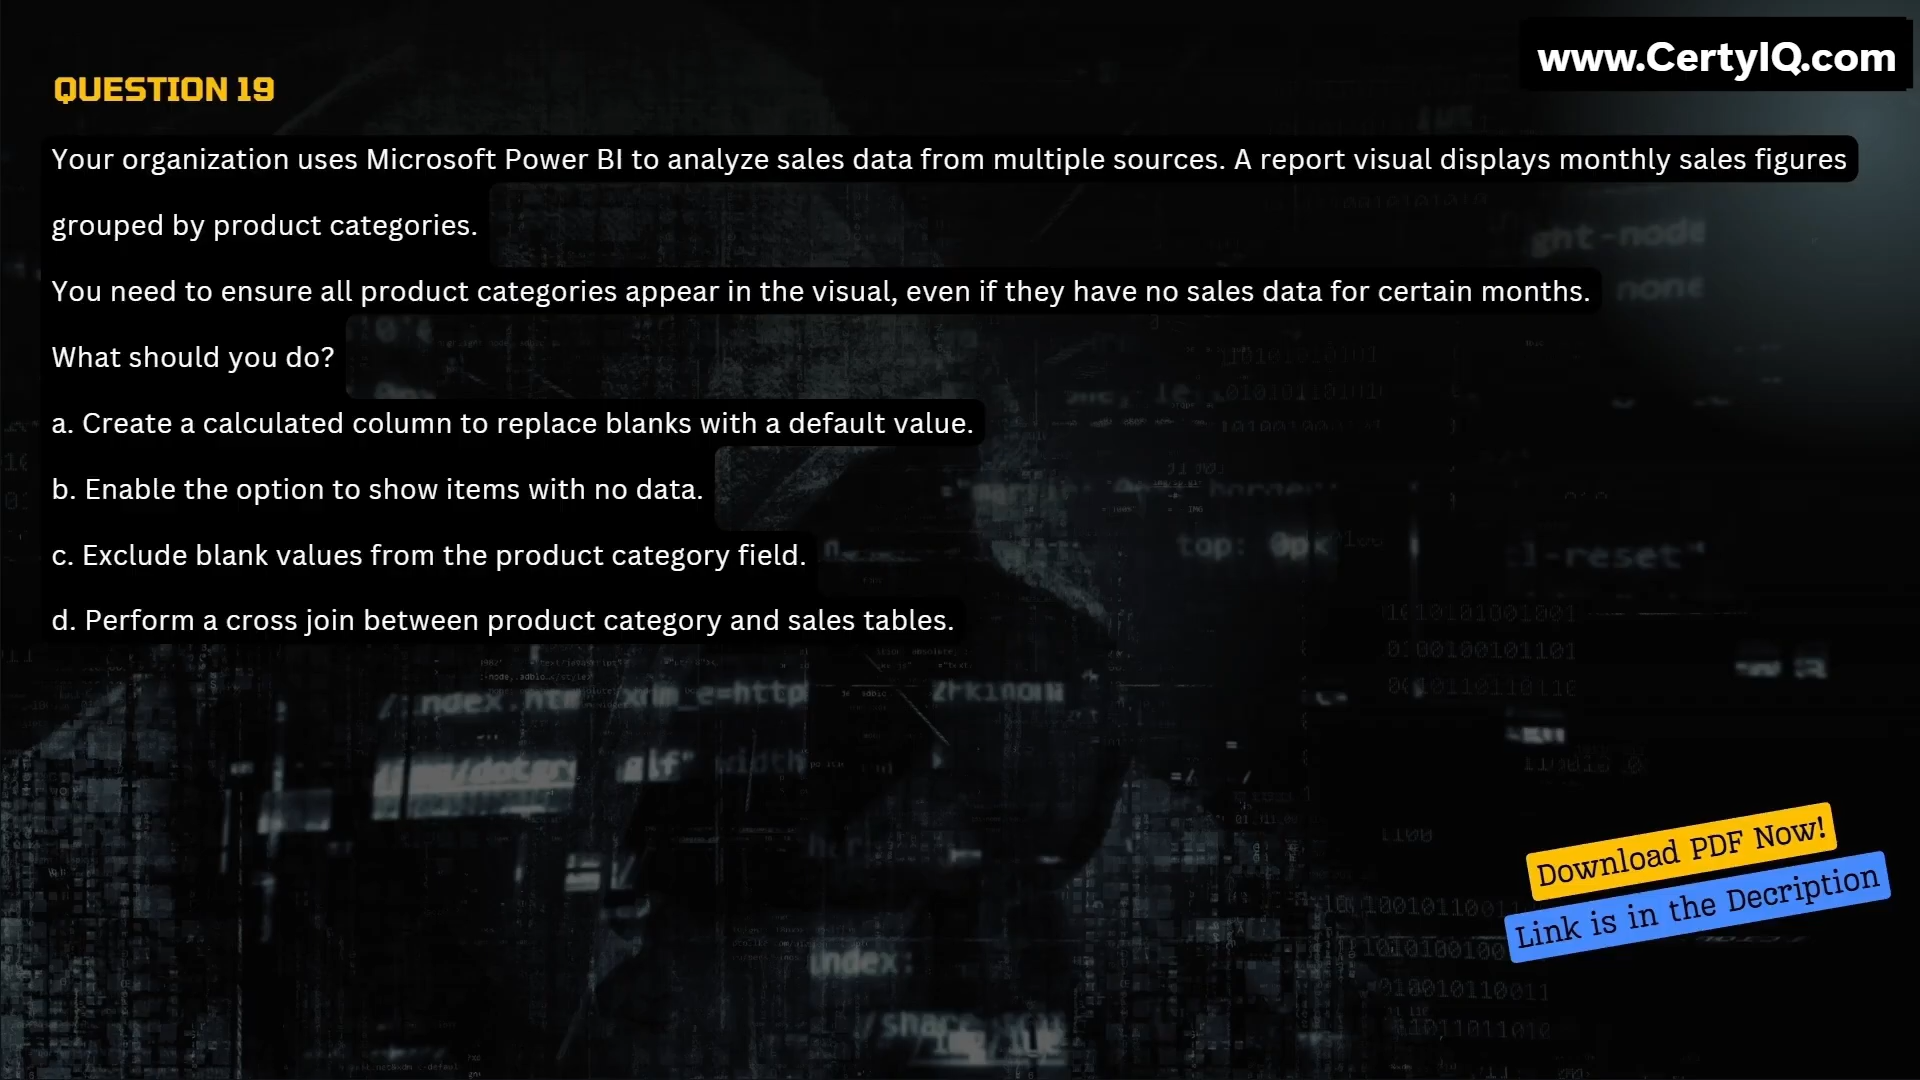 www.CertyIQ.com
QUESTION 19
Your organization uses Microsoft Power BI to analyze sales data from multiple sources. A report visual displays monthly sales figures
grouped by product categories.
You need to ensure all product categories appear in the visual, even if they have no sales data for certain months.
What should you do?
a. Create a calculated column to replace blanks with a default value.
b. Enable the option to show items with no data.
c. Exclude blank values from the product category field.
d. Perform a cross join between product category and sales tables.
Download PDF Now!
Link is in the Decription